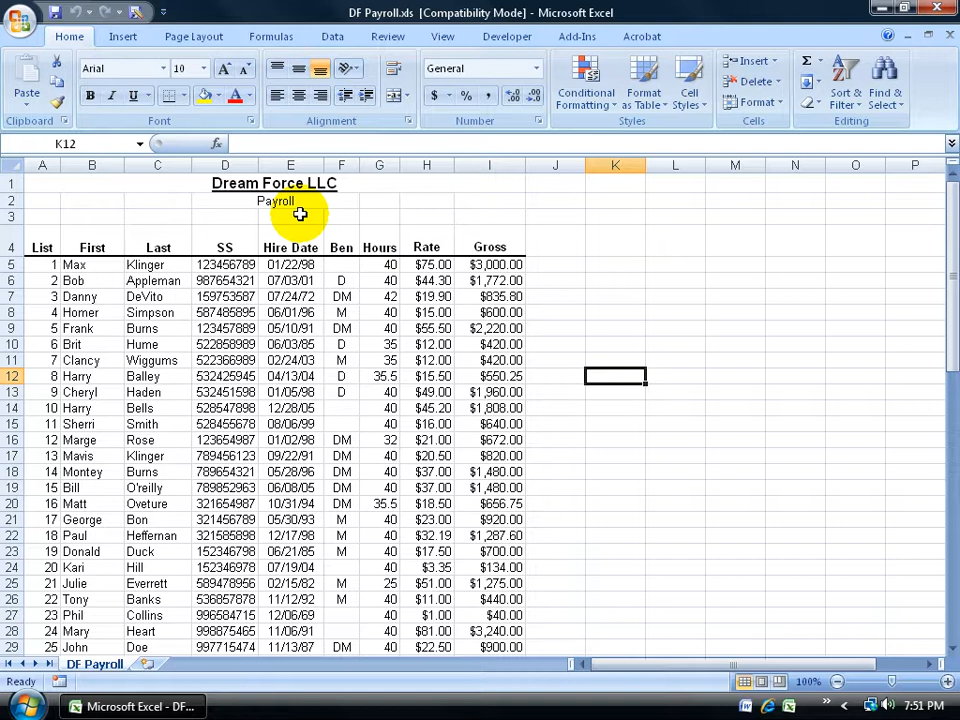 DF Payroll.xls [Compatibility Mode] - Microsoft Excel
Home Insert Page Layout Formulas Data Review View Developer Add-Ins Acrobat
Paste Arial 10 General Conditional Formatting Format as Table Cell Styles Insert Delete Format Sort & Filter Find & Select
Clipboard Font Alignment Number Styles Cells Editing
K12 fx
A B C D E F G H I J K L M N O P
1 Dream Force LLC
2 Payroll
3
4 List First Last SS Hire Date Ben Hours Rate Gross
5 1 Max Klinger 123456789 01/22/98 40 $75.00 $3,000.00
6 2 Bob Appleman 987654321 07/03/01 D 40 $44.30 $1,772.00
7 3 Danny DeVito 159753587 07/24/72 DM 42 $19.90 $835.80
8 4 Homer Simpson 587485895 06/01/96 M 40 $15.00 $600.00
9 5 Frank Burns 123457889 05/10/91 DM 40 $55.50 $2,220.00
10 6 Brit Hume 522858989 06/03/85 D 35 $12.00 $420.00
11 7 Clancy Wiggums 522366989 02/24/03 M 35 $12.00 $420.00
12 8 Harry Balley 532425945 04/13/04 D 35.5 $15.50 $550.25
13 9 Cheryl Haden 532451598 01/05/98 D 40 $49.00 $1,960.00
14 10 Harry Bells 528547898 12/28/05 40 $45.20 $1,808.00
15 11 Sherri Smith 528455678 08/06/99 40 $16.00 $640.00
16 12 Marge Rose 123654987 01/02/98 DM 32 $21.00 $672.00
17 13 Mavis Klinger 789456123 09/22/91 DM 40 $20.50 $820.00
18 14 Montey Burns 789654321 05/28/96 DM 40 $37.00 $1,480.00
19 15 Bill O'reilly 789852963 06/08/05 DM 40 $37.00 $1,480.00
20 16 Matt Oveture 321654987 10/31/94 DM 35.5 $18.50 $656.75
21 17 George Bon 321456789 05/30/93 M 40 $23.00 $920.00
22 18 Paul Heffernan 321585898 12/17/98 M 40 $32.19 $1,287.60
23 19 Donald Duck 152346798 06/21/85 M 40 $17.50 $700.00
24 20 Kari Hill 152346978 07/19/04 40 $3.35 $134.00
25 21 Julie Everrett 589478956 02/15/82 M 25 $51.00 $1,275.00
26 22 Tony Banks 536857878 11/12/92 M 40 $11.00 $440.00
27 23 Phil Collins 996584715 12/06/69 40 $1.00 $40.00
28 24 Mary Heart 998875465 11/06/91 40 $81.00 $3,240.00
29 25 John Doe 997715474 11/13/87 DM 40 $22.50 $900.00
DF Payroll
Ready 100%
Microsoft Excel - DF... 7:51 PM